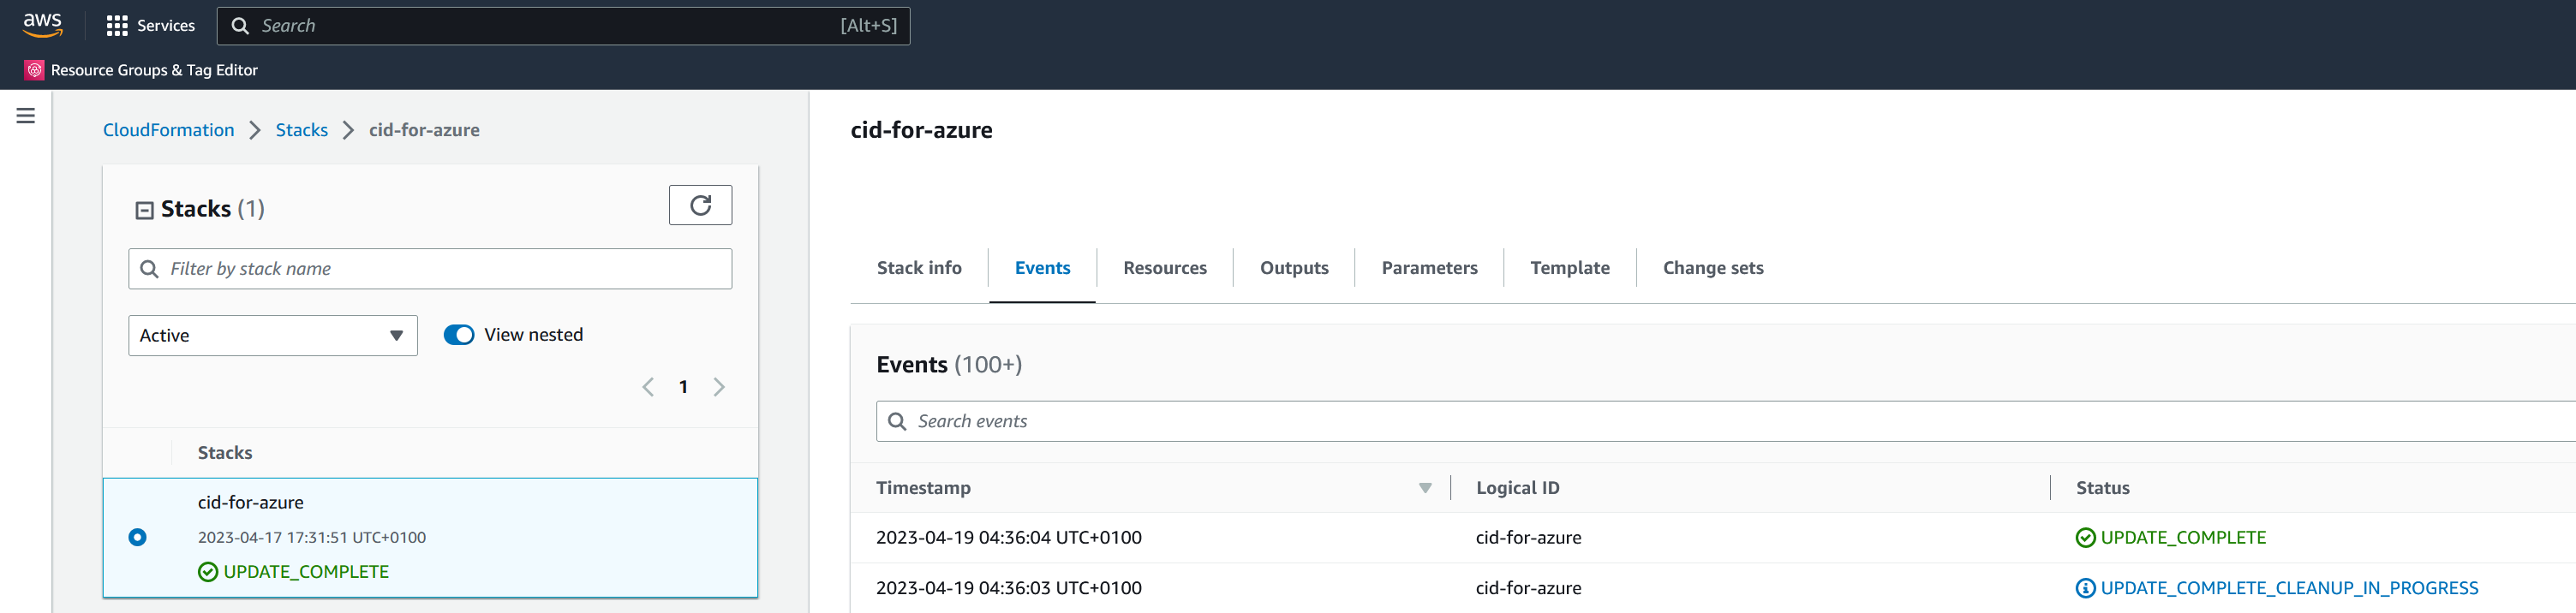 aws Services Search [Alt+S]
Resource Groups & Tag Editor
CloudFormation > Stacks > cid-for-azure
Stacks (1)
Filter by stack name
Active View nested
1
Stacks
cid-for-azure
2023-04-17 17:31:51 UTC+0100
UPDATE_COMPLETE
cid-for-azure
Stack info Events Resources Outputs Parameters Template Change sets
Events (100+)
Search events
Timestamp Logical ID Status
2023-04-19 04:36:04 UTC+0100 cid-for-azure UPDATE_COMPLETE
2023-04-19 04:36:03 UTC+0100 cid-for-azure UPDATE_COMPLETE_CLEANUP_IN_PROGRESS